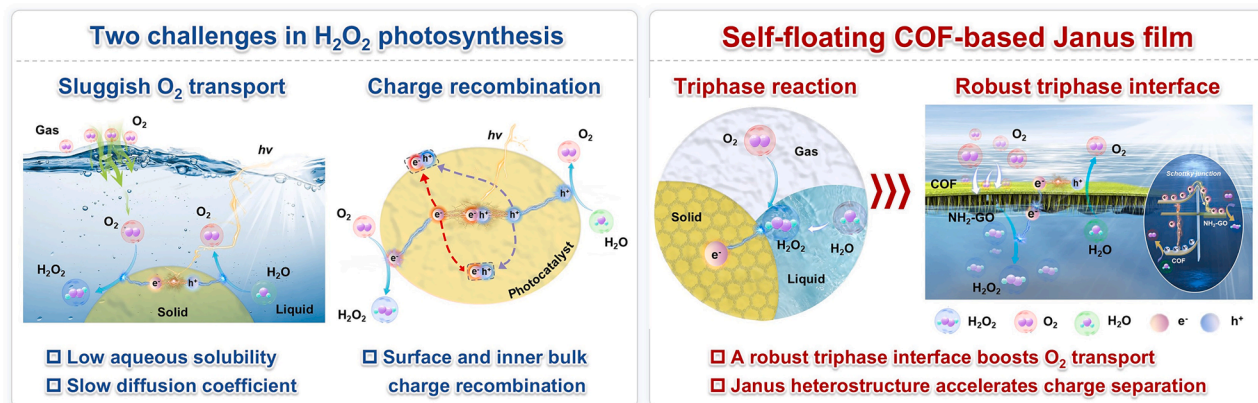 Two challenges in H₂O₂ photosynthesis
Sluggish O₂ transport
Gas
O₂
hv
O₂
O₂
H₂O₂
e⁻
h⁺
H₂O
Solid
Liquid
☐ Low aqueous solubility
☐ Slow diffusion coefficient
Charge recombination
hv
O₂
e⁻ h⁺
h⁺
O₂
e⁻
e⁻ h⁺
h⁺
H₂O
e⁻
e⁻ h⁺
Photocatalyst
H₂O₂
☐ Surface and inner bulk
charge recombination
Self-floating COF-based Janus film
Triphase reaction
O₂
Gas
Solid
H₂O₂
H₂O
e⁻
Liquid
Robust triphase interface
O₂
O₂
COF
e⁻
h⁺
NH₂-GO
e⁻
H₂O₂
H₂O
H₂O₂
Schottky junction
NH₂-GO
COF
H₂O₂
O₂
H₂O
e⁻
h⁺
☐ A robust triphase interface boosts O₂ transport
☐ Janus heterostructure accelerates charge separation